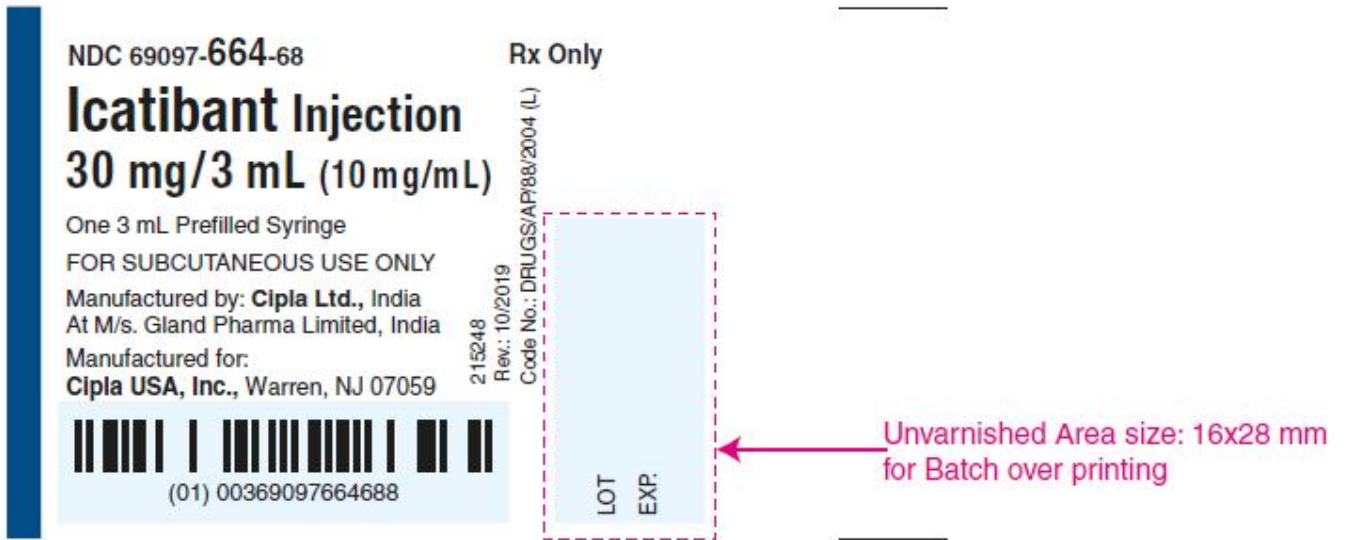 NDC 69097-664-68
Rx Only
Icatibant Injection
30 mg/3 mL (10 mg/mL)
One 3 mL Prefilled Syringe
FOR SUBCUTANEOUS USE ONLY
Manufactured by: Cipla Ltd., India
At M/s. Gland Pharma Limited, India
Manufactured for:
Cipla USA, Inc., Warren, NJ 07059
(01) 00369097664688
215248
Rev.: 10/2019
Code No.: DRUGS/AP/88/2004 (L)
LOT
EXP.
Unvarnished Area size: 16x28 mm
for Batch over printing